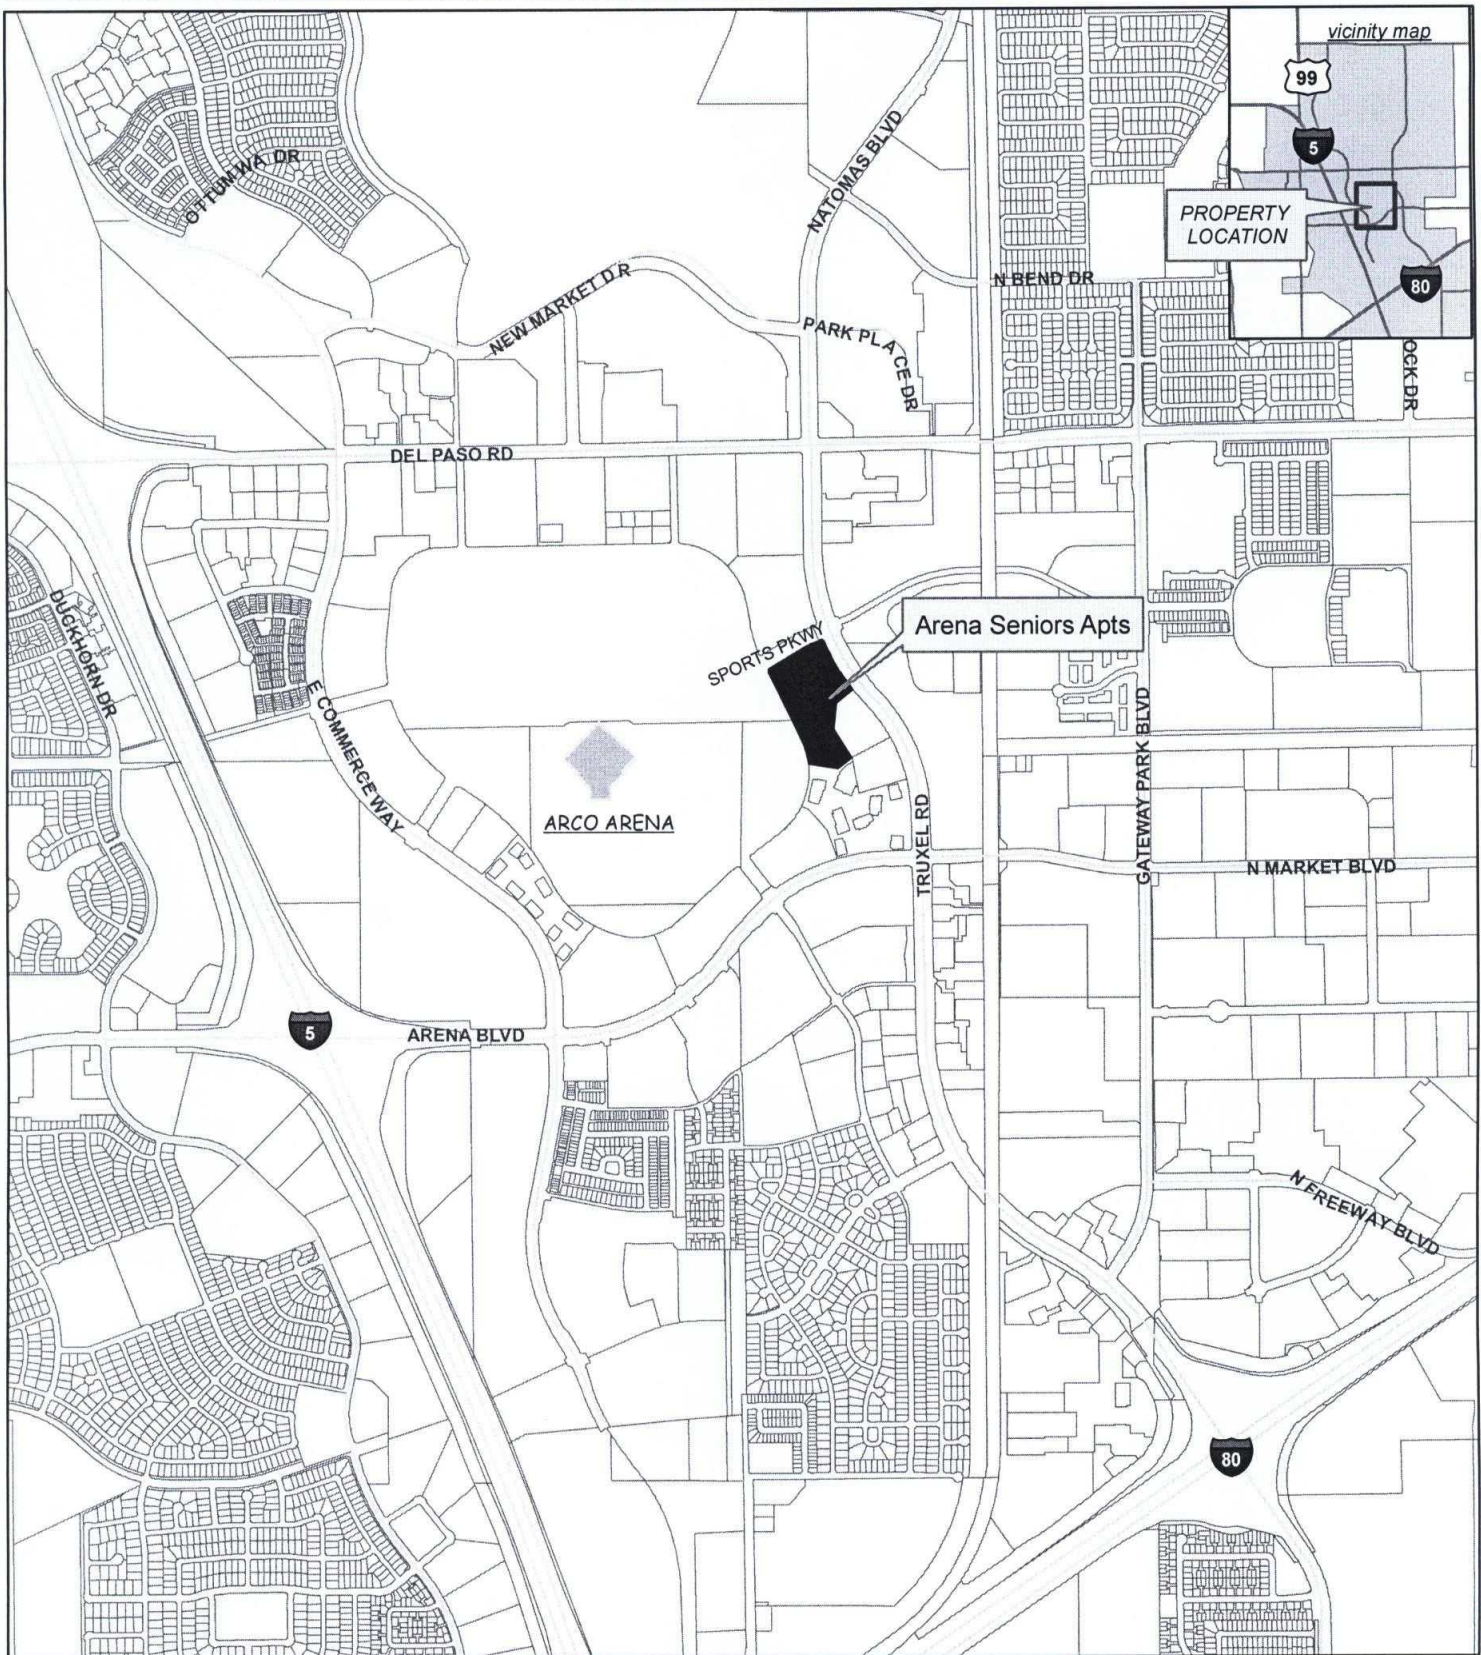 vicinity map
99
5
PROPERTY
LOCATION
80
OTTUMWA DR
NATOMAS BLVD
NEW MARKET DR
N BEND DR
PARK PLACE DR
OCK DR
DEL PASO RD
DUCKHORN DR
SPORTS PKWY
Arena Seniors Apts
E COMMERCE WAY
GATEWAY PARK BLVD
ARCO ARENA
TRUXEL RD
N MARKET BLVD
5
ARENA BLVD
N FREEWAY BLVD
80